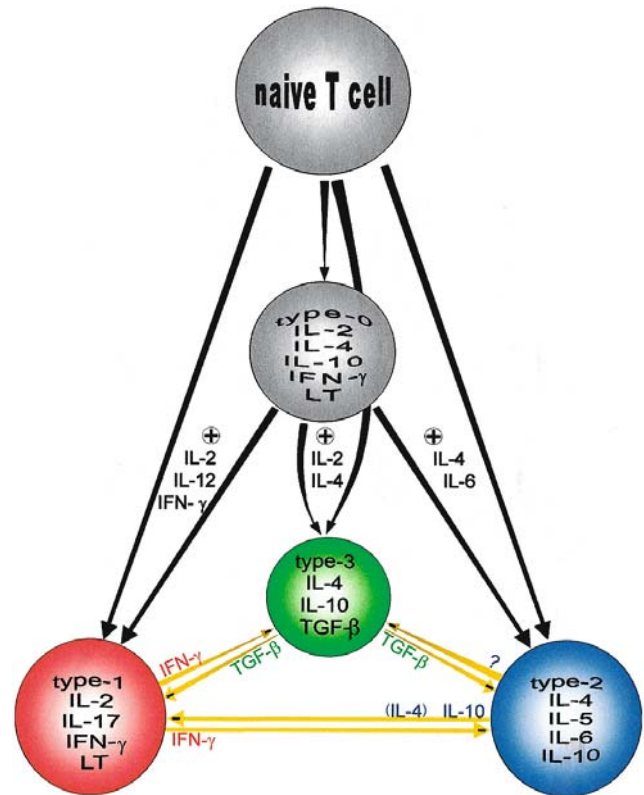 naive T cell
type-0
IL-2
IL-4
IL-10
IFN-γ
LT
+
IL-2
IL-12
IFN-γ
+
IL-2
IL-4
+
IL-4
IL-6
type-3
IL-4
IL-10
TGF-β
IFN-γ
TGF-β
TGF-β
?
(IL-4) IL-10
IFN-γ
type-1
IL-2
IL-17
IFN-γ
LT
type-2
IL-4
IL-5
IL-6
IL-10